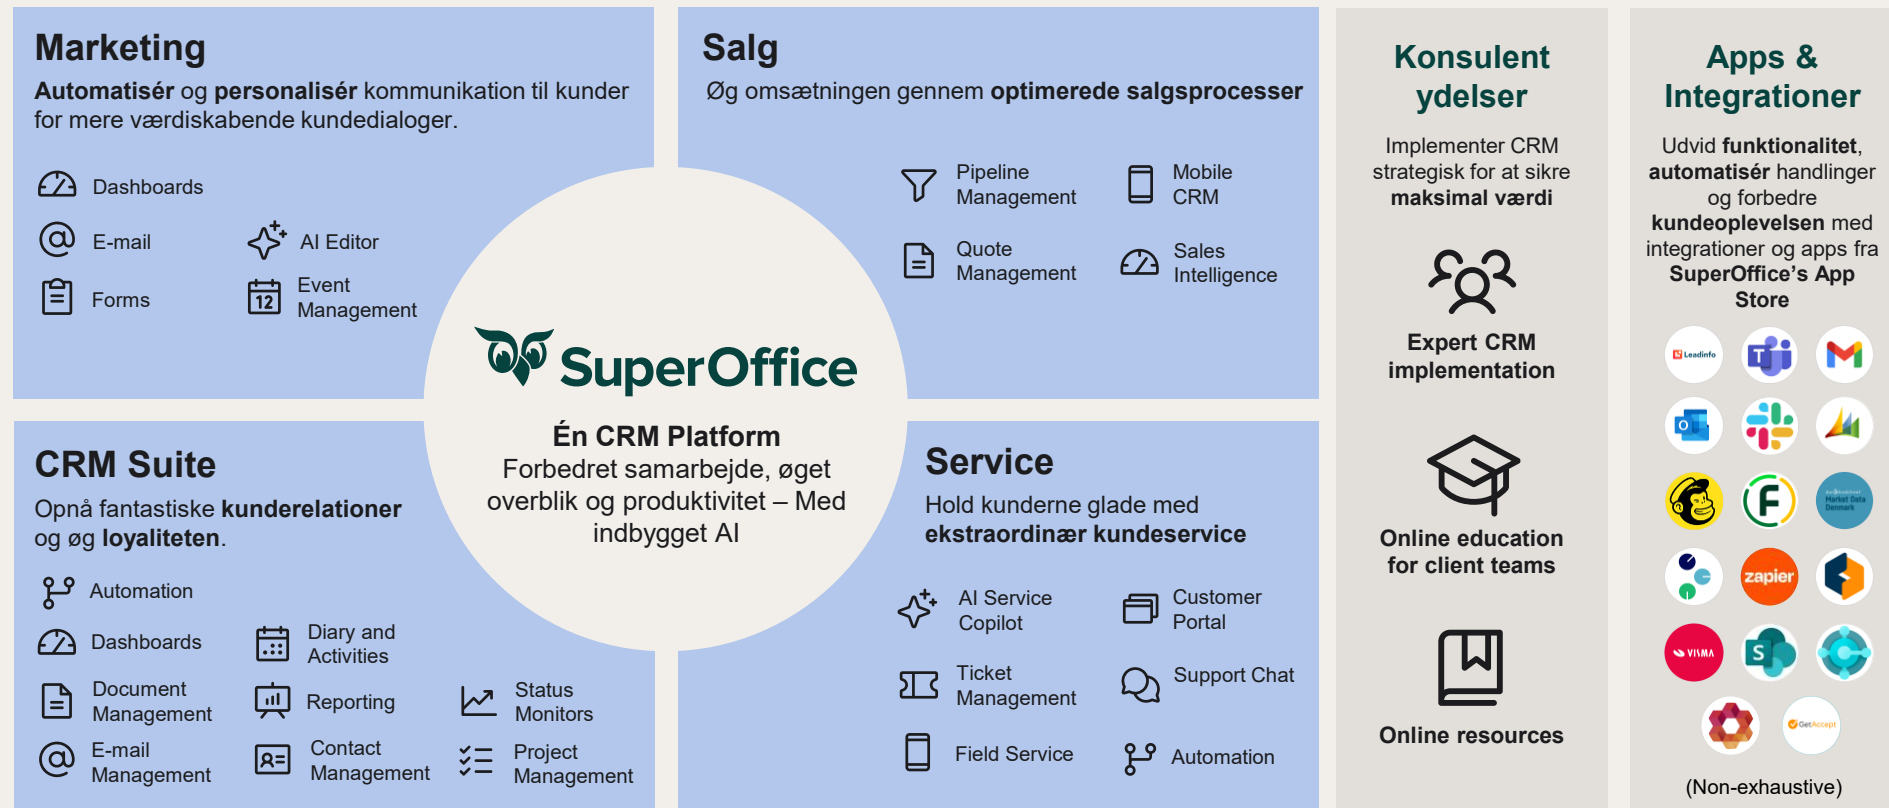 Marketing
Automatisér og personalisér kommunikation til kunder
for mere værdiskabende kundedialoger.
Dashboards
E-mail
AI Editor
Forms
12
Event
Management
Salg
Øg omsætningen gennem optimerede salgsprocesser
Pipeline
Management
Mobile
CRM
Quote
Management
Sales
Intelligence
SuperOffice
Én CRM Platform
Forbedret samarbejde, øget
overblik og produktivitet – Med
indbygget AI
CRM Suite
Opnå fantastiske kunderelationer
og øg loyaliteten.
Automation
Dashboards
Diary and
Activities
Document
Management
Reporting
Status
Monitors
E-mail
Management
Contact
Management
Project
Management
Service
Hold kunderne glade med
ekstraordinær kundeservice
AI Service
Copilot
Customer
Portal
Ticket
Management
Support Chat
Field Service
Automation
Konsulent
ydelser
Implementer CRM
strategisk for at sikre
maksimal værdi
Expert CRM
implementation
Online education
for client teams
Online resources
Apps &
Integrationer
Udvid funktionalitet,
automatisér handlinger
og forbedre
kundeoplevelsen med
integrationer og apps fra
SuperOffice's App
Store
Leadinfo
T
O
F
Market Data
Denmark
zapier
VISMA
S
GetAccept
(Non-exhaustive)